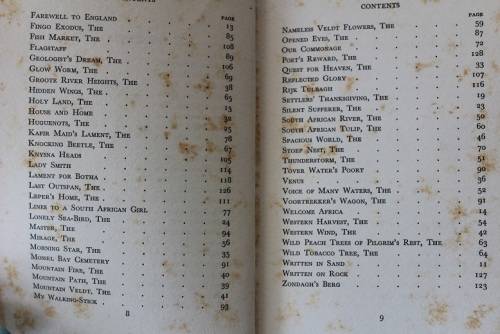 CONTENTS
PAGE
FAREWELL TO ENGLAND . . . 13
FINGO EXODUS, THE . . . 85
FISH MARKET, THE . . . 108
FLAGSTAFF . . . 89
GEOLOGIST'S DREAM, THE . . . 106
GLOW WORM, THE . . . 69
GROOTE RIVER HEIGHTS, THE . . . 38
HIDDEN WINGS, THE . . . 65
HOLY LAND, THE . . . 15
HOUSE AND HOME . . . 32
HUGUENOTS, THE . . . 75
KAFIR MAID'S LAMENT, THE . . . 78
KNOCKING BEETLE, THE . . . 67
KNYSNA HEADS . . . 105
LADY SMITH . . . 114
LAMENT FOR BOTHA . . . 118
LAST OUTSPAN, THE . . . 126
LEPER'S HOME, THE . . . 111
LINES TO A SOUTH AFRICAN GIRL . . . 77
LONELY SEA-BIRD, THE . . . 24
MASTER, THE . . . 94
MIRAGE, THE . . . 56
MORNING STAR, THE . . . 35
MOSEL BAY CEMETERY . . . 91
MOUNTAIN FIRE, THE . . . 40
MOUNTAIN PATH, THE . . . 39
MOUNTAIN VELDT, THE . . . 41
MY WALKING-STICK . . . 93
8
CONTENTS
PAGE
NAMELESS VELDT FLOWERS, THE . . . 59
OPENED EYES, THE . . . 87
OUR COMMONAGE . . . 72
POET'S REWARD, THE . . . 128
QUEST FOR HEAVEN, THE . . . 33
REFLECTED GLORY . . . 107
RIJK TULBAGH . . . 116
SETTLERS' THANKSGIVING, THE . . . 19
SILENT SUFFERER, THE . . . 23
SOUTH AFRICAN RIVER, THE . . . 50
SOUTH AFRICAN TULIP, THE . . . 60
SPACIOUS WORLD, THE . . . 46
STOEP NEST, THE . . . 70
THUNDERSTORM, THE . . . 51
TOVER WATER'S POORT . . . 90
VENUS . . . 36
VOICE OF MANY WATERS, THE . . . 52
VOORTREKKER'S WAGON, THE . . . 91
WELCOME AFRICA . . . 14
WESTERN HARVEST, THE . . . 54
WESTERN WIND, THE . . . 42
WILD PEACH TREES OF PILGRIM'S REST, THE . . . 63
WILD TOBACCO TREE, THE . . . 64
WRITTEN IN SAND . . . 11
WRITTEN ON ROCK . . . 127
ZONDAGH'S BERG . . . 123
9